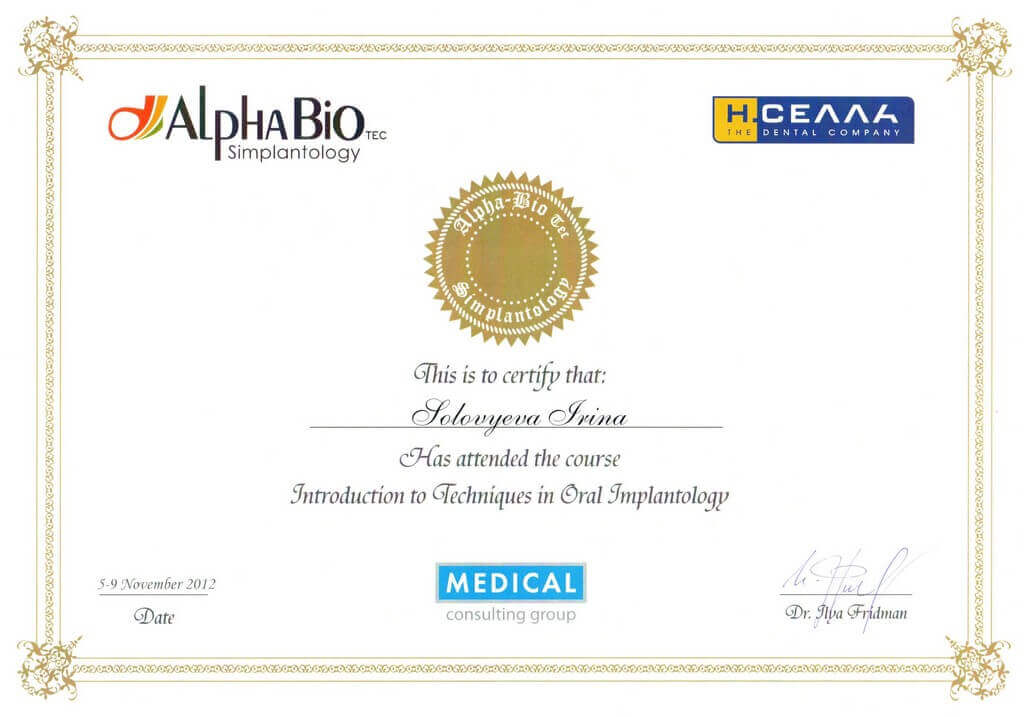 AlphaBio TEC
Simplantology
Н.СЕЛЛА
THE DENTAL COMPANY
Alpha-Bio Tec
Simplantology
This is to certify that:
Solovyeva Irina
Has attended the course
Introduction to Techniques in Oral Implantology
5-9 November 2012
Date
MEDICAL
consulting group
Dr. Ilya Fridman